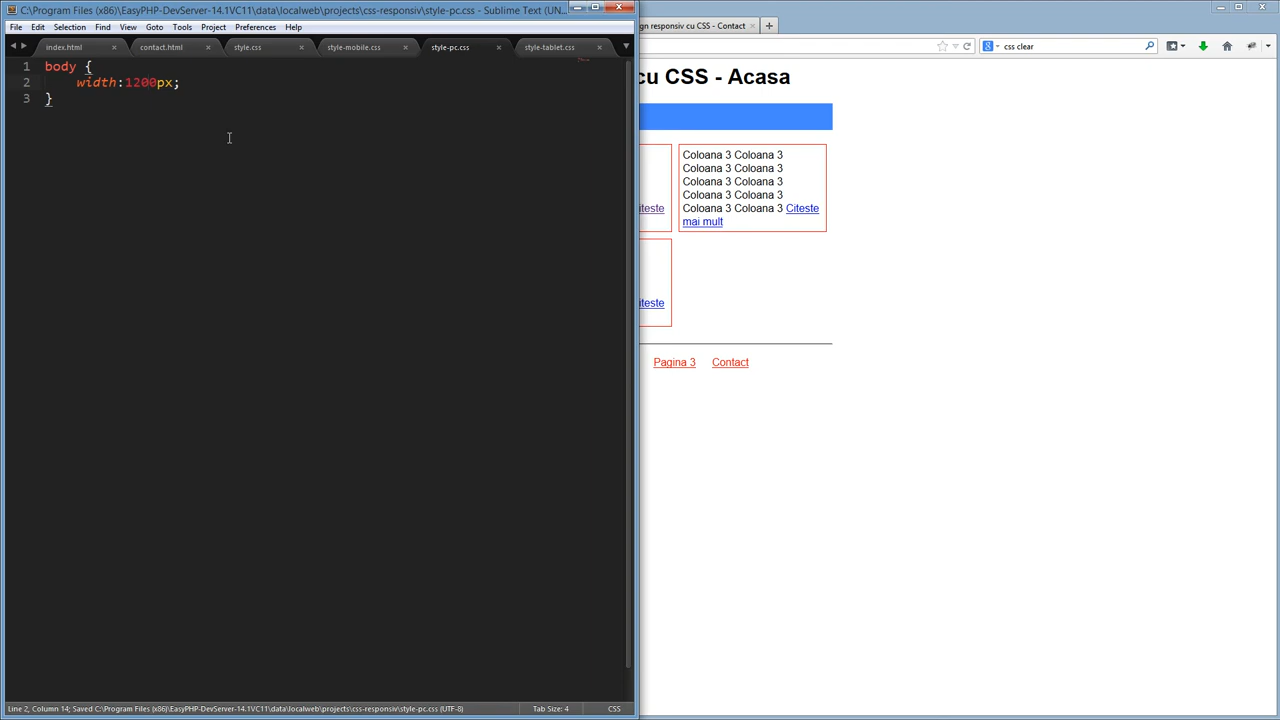 C:\Program Files (x86)\EasyPHP-DevServer-14.1VC11\data\localweb\projects\css-responsiv\style-pc.css - Sublime Text (UN...
File Edit Selection Find View Goto Tools Project Preferences Help
index.html contact.html style.css style-mobile.css style-pc.css style-tablet.css
1 body {
2 width:1200px;
3 }
Line 2, Column 14; Saved C:\Program Files (x86)\EasyPHP-DevServer-14.1VC11\data\localweb\projects\css-responsiv\style-pc.css (UTF-8) Tab Size: 4 CSS
gn responsiv cu CSS - Contact
css clear
cu CSS - Acasa
Coloana 3 Coloana 3
Coloana 3 Coloana 3
Coloana 3 Coloana 3
Coloana 3 Coloana 3
iteste Coloana 3 Coloana 3 Citeste
mai mult
iteste
Pagina 3 Contact